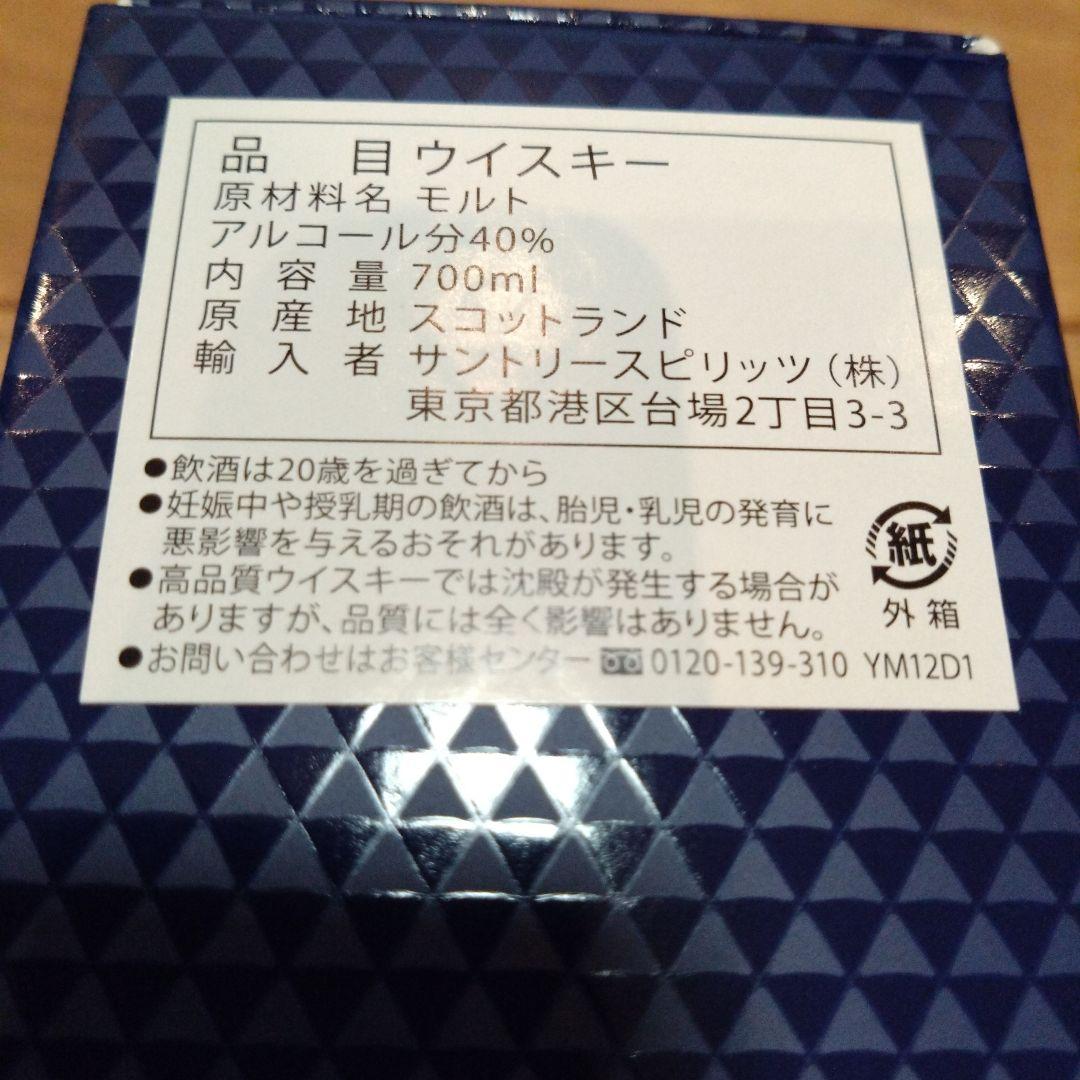 品目 ウイスキー
原材料名 モルト
アルコール分40%
内容量 700ml
原産地 スコットランド
輸入者 サントリースピリッツ（株）
東京都港区台場2丁目3-3
●飲酒は20歳を過ぎてから
●妊娠中や授乳期の飲酒は、胎児・乳児の発育に
悪影響を与えるおそれがあります。
●高品質ウイスキーでは沈殿が発生する場合が
ありますが、品質には全く影響はありません。
●お問い合わせはお客様センター 0120-139-310 YM12D1
紙
外箱